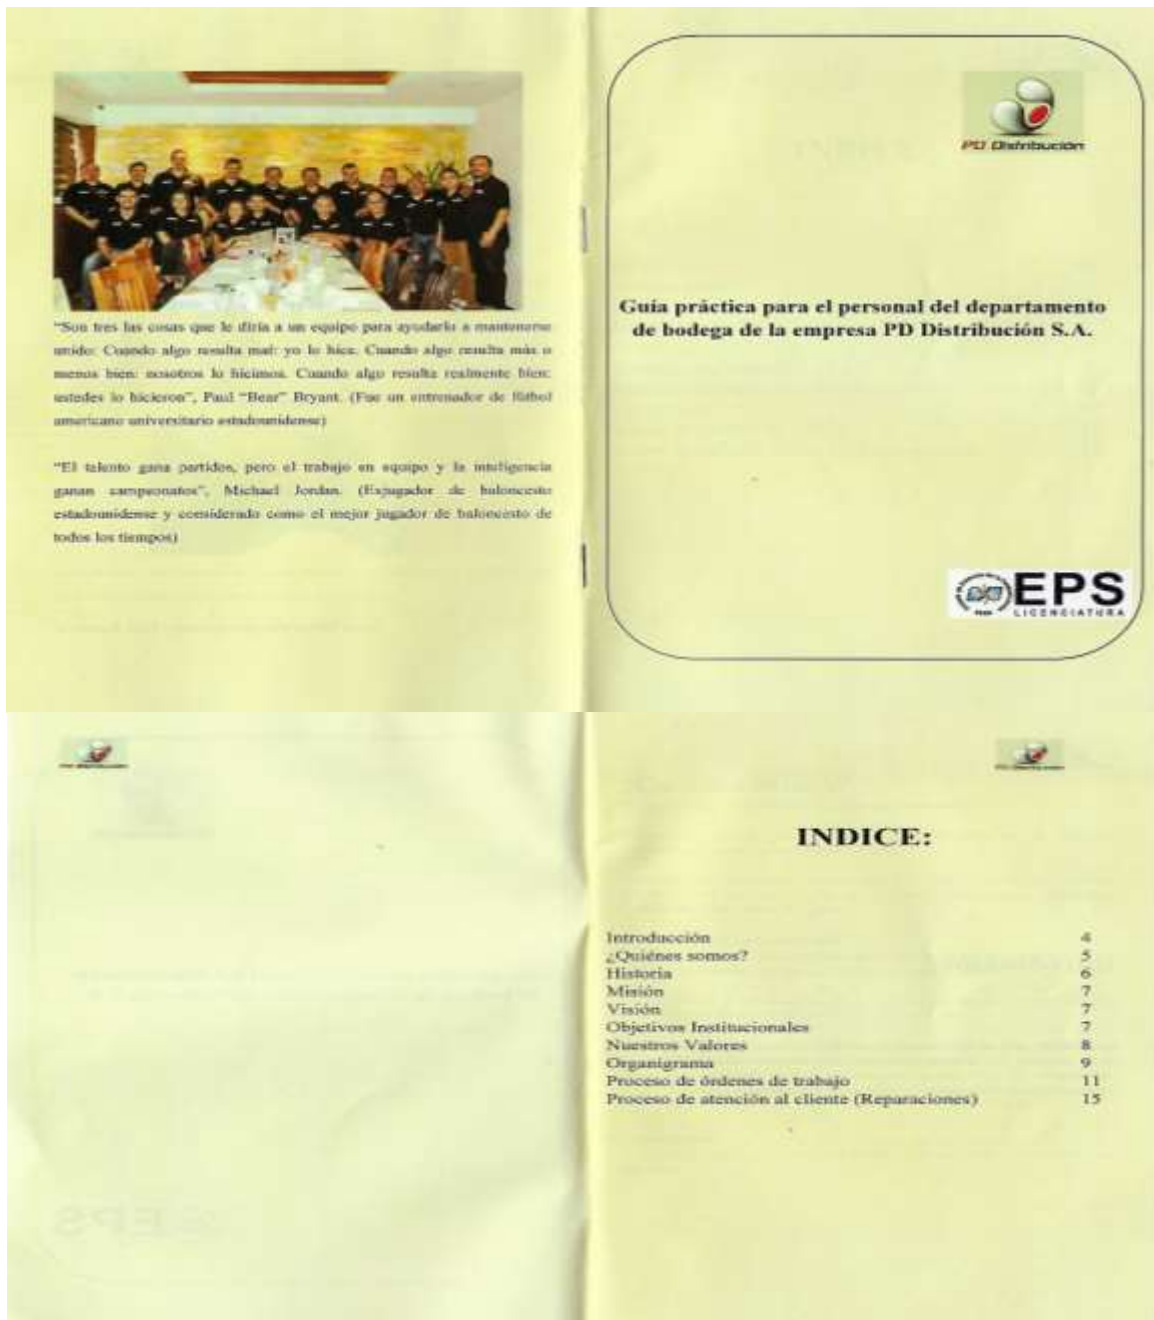 “Son tres las cosas que le diría a un equipo para ayudarlo a mantenerse
unido: Cuando algo resulta mal: yo lo hice. Cuando algo resulta más o
menos bien: nosotros lo hicimos. Cuando algo resulta realmente bien:
ustedes lo hicieron”, Paul “Bear” Bryant. (Fue un entrenador de fútbol
americano universitario estadounidense)
“El talento gana partidos, pero el trabajo en equipo y la inteligencia
ganan campeonatos”, Michael Jordan. (Exjugador de baloncesto
estadounidense y considerado como el mejor jugador de baloncesto de
todos los tiempos)
PD Distribución
Guía práctica para el personal del departamento
de bodega de la empresa PD Distribución S.A.
EPS
LICENCIATURA
PD Distribución
PD Distribución
INDICE:
Introducción 4
¿Quiénes somos? 5
Historia 6
Misión 7
Visión 7
Objetivos Institucionales 7
Nuestros Valores 8
Organigrama 9
Proceso de órdenes de trabajo 11
Proceso de atención al cliente (Reparaciones) 15